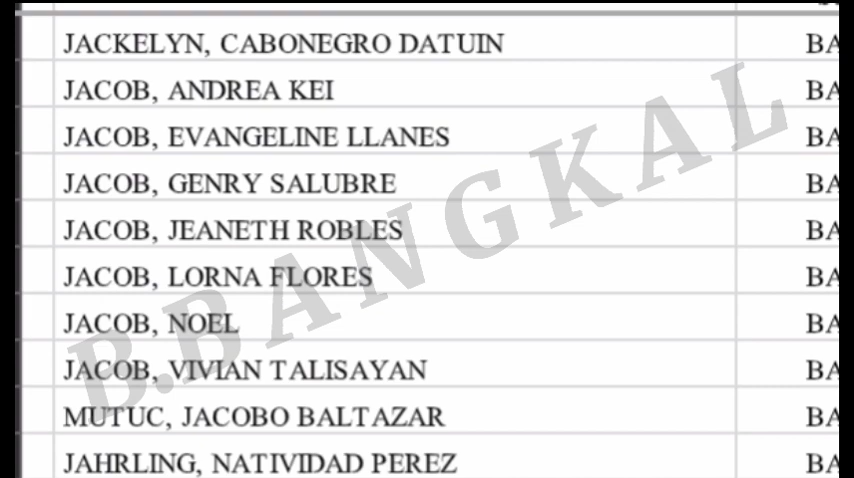 JACKELYN, CABONEGRO DATUIN BA
JACOB, ANDREA KEI BA
JACOB, EVANGELINE LLANES BA
JACOB, GENRY SALUBRE BA
JACOB, JEANETH ROBLES BA
JACOB, LORNA FLORES BA
JACOB, NOEL BA
JACOB, VIVIAN TALISAYAN BA
MUTUC, JACOBO BALTAZAR BA
JAHRLING, NATIVIDAD PEREZ BA
B.BANGKAL